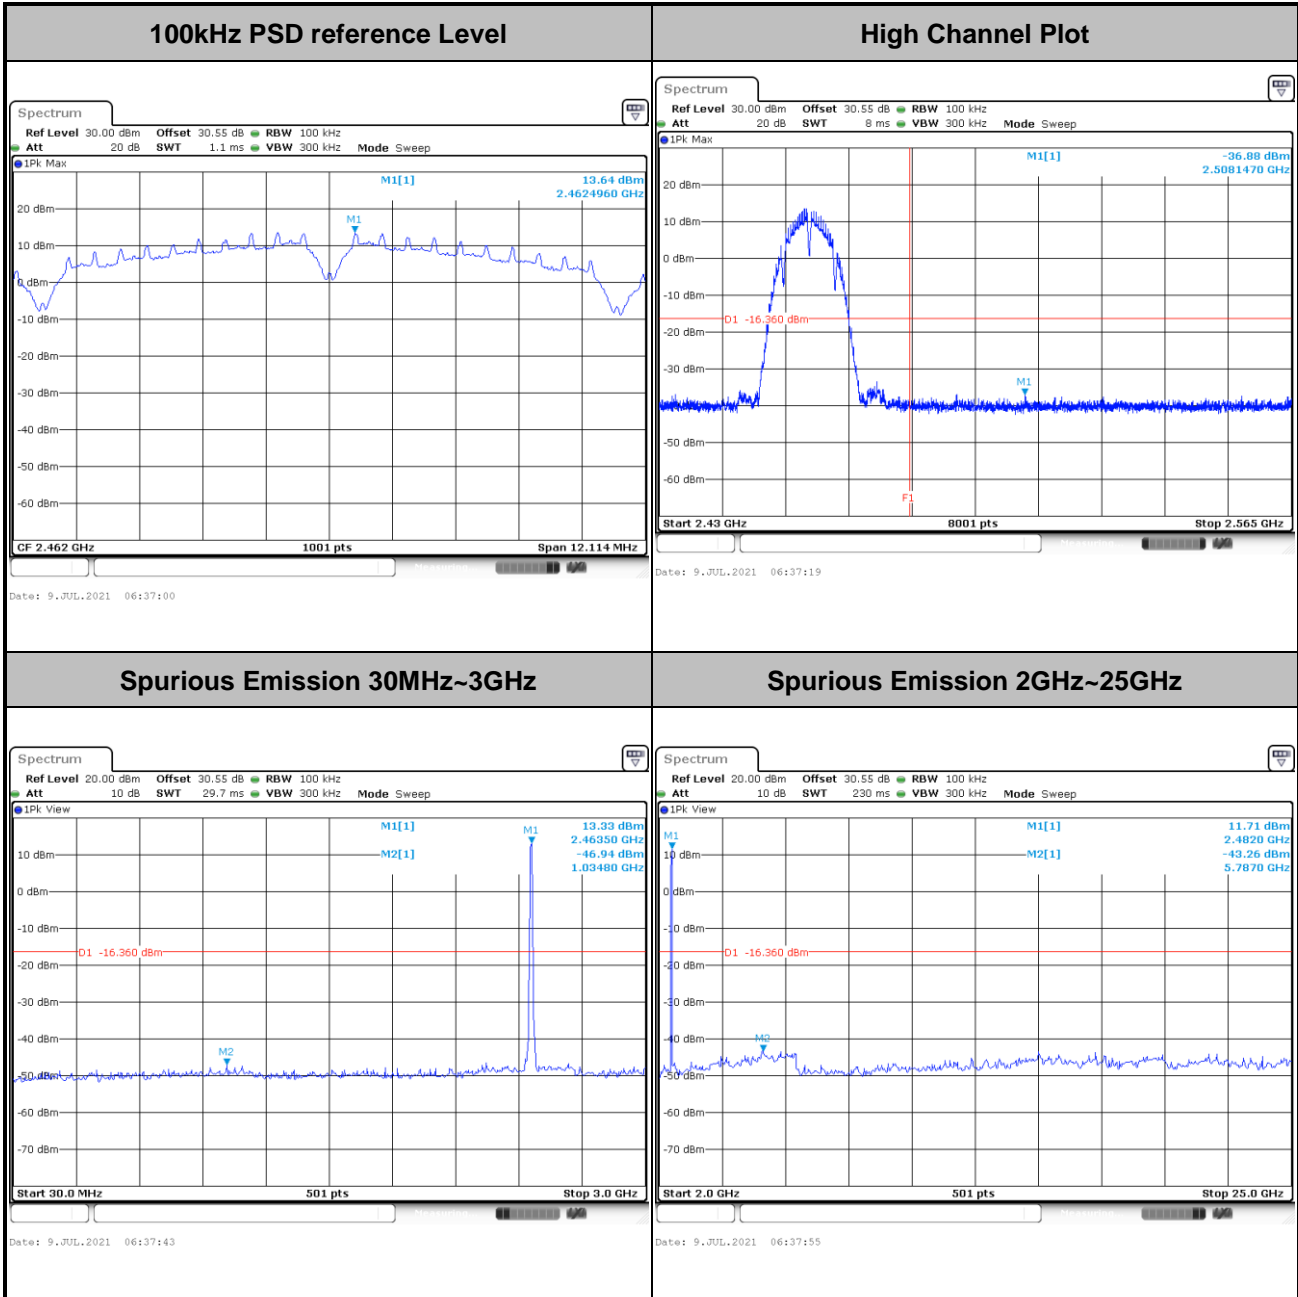 100kHz PSD reference Level
Spectrum
Ref Level 30.00 dBm Offset 30.55 dB RBW 100 kHz
Att 20 dB SWT 1.1 ms VBW 300 kHz Mode Sweep
1Pk Max
M1[1] 13.64 dBm
2.4624960 GHz
M1
20 dBm
10 dBm
0 dBm
-10 dBm
-20 dBm
-30 dBm
-40 dBm
-50 dBm
-60 dBm
CF 2.462 GHz 1001 pts Span 12.114 MHz
Measuring...
Date: 9.JUL.2021 06:37:00
High Channel Plot
Spectrum
Ref Level 30.00 dBm Offset 30.55 dB RBW 100 kHz
Att 20 dB SWT 8 ms VBW 300 kHz Mode Sweep
1Pk Max
M1[1] -36.88 dBm
2.5081470 GHz
20 dBm
10 dBm
0 dBm
-10 dBm
D1 -16.360 dBm
-20 dBm
-30 dBm
M1
-50 dBm
-60 dBm
F1
Start 2.43 GHz 8001 pts Stop 2.565 GHz
Measuring...
Date: 9.JUL.2021 06:37:19
Spurious Emission 30MHz~3GHz
Spectrum
Ref Level 20.00 dBm Offset 30.55 dB RBW 100 kHz
Att 10 dB SWT 29.7 ms VBW 300 kHz Mode Sweep
1Pk View
M1[1] 13.33 dBm
2.46350 GHz
M2[1] -46.94 dBm
1.03480 GHz
M1
10 dBm
0 dBm
-10 dBm
D1 -16.360 dBm
-20 dBm
-30 dBm
-40 dBm
M2
-50 dBm
-60 dBm
-70 dBm
Start 30.0 MHz 501 pts Stop 3.0 GHz
Measuring...
Date: 9.JUL.2021 06:37:43
Spurious Emission 2GHz~25GHz
Spectrum
Ref Level 20.00 dBm Offset 30.55 dB RBW 100 kHz
Att 10 dB SWT 230 ms VBW 300 kHz Mode Sweep
1Pk View
M1[1] 11.71 dBm
2.4820 GHz
M2[1] -43.26 dBm
5.7870 GHz
M1
10 dBm
0 dBm
-10 dBm
D1 -16.360 dBm
-20 dBm
-30 dBm
-40 dBm
M2
-50 dBm
-60 dBm
-70 dBm
Start 2.0 GHz 501 pts Stop 25.0 GHz
Measuring...
Date: 9.JUL.2021 06:37:55